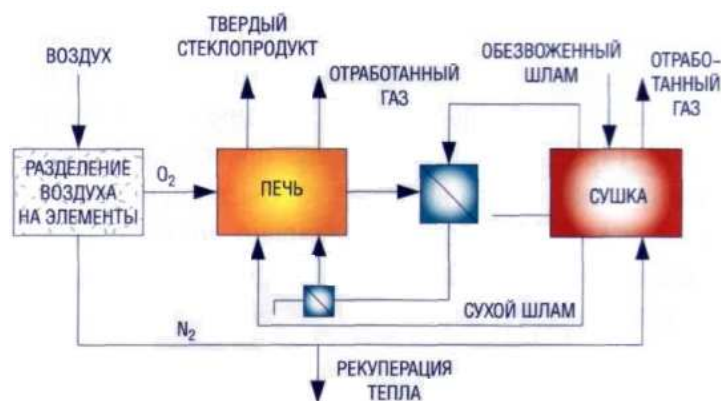 ВОЗДУХ
ТВЕРДЫЙ
СТЕКЛОПРОДУКТ
ОТРАБОТАННЫЙ
ГАЗ
ОБЕЗВОЖЕННЫЙ
ШЛАМ
ОТРАБО-
ТАННЫЙ
ГАЗ
РАЗДЕЛЕНИЕ
ВОЗДУХА
НА ЭЛЕМЕНТЫ
O₂
ПЕЧЬ
СУШКА
СУХОЙ ШЛАМ
N₂
РЕКУПЕРАЦИЯ
ТЕПЛА